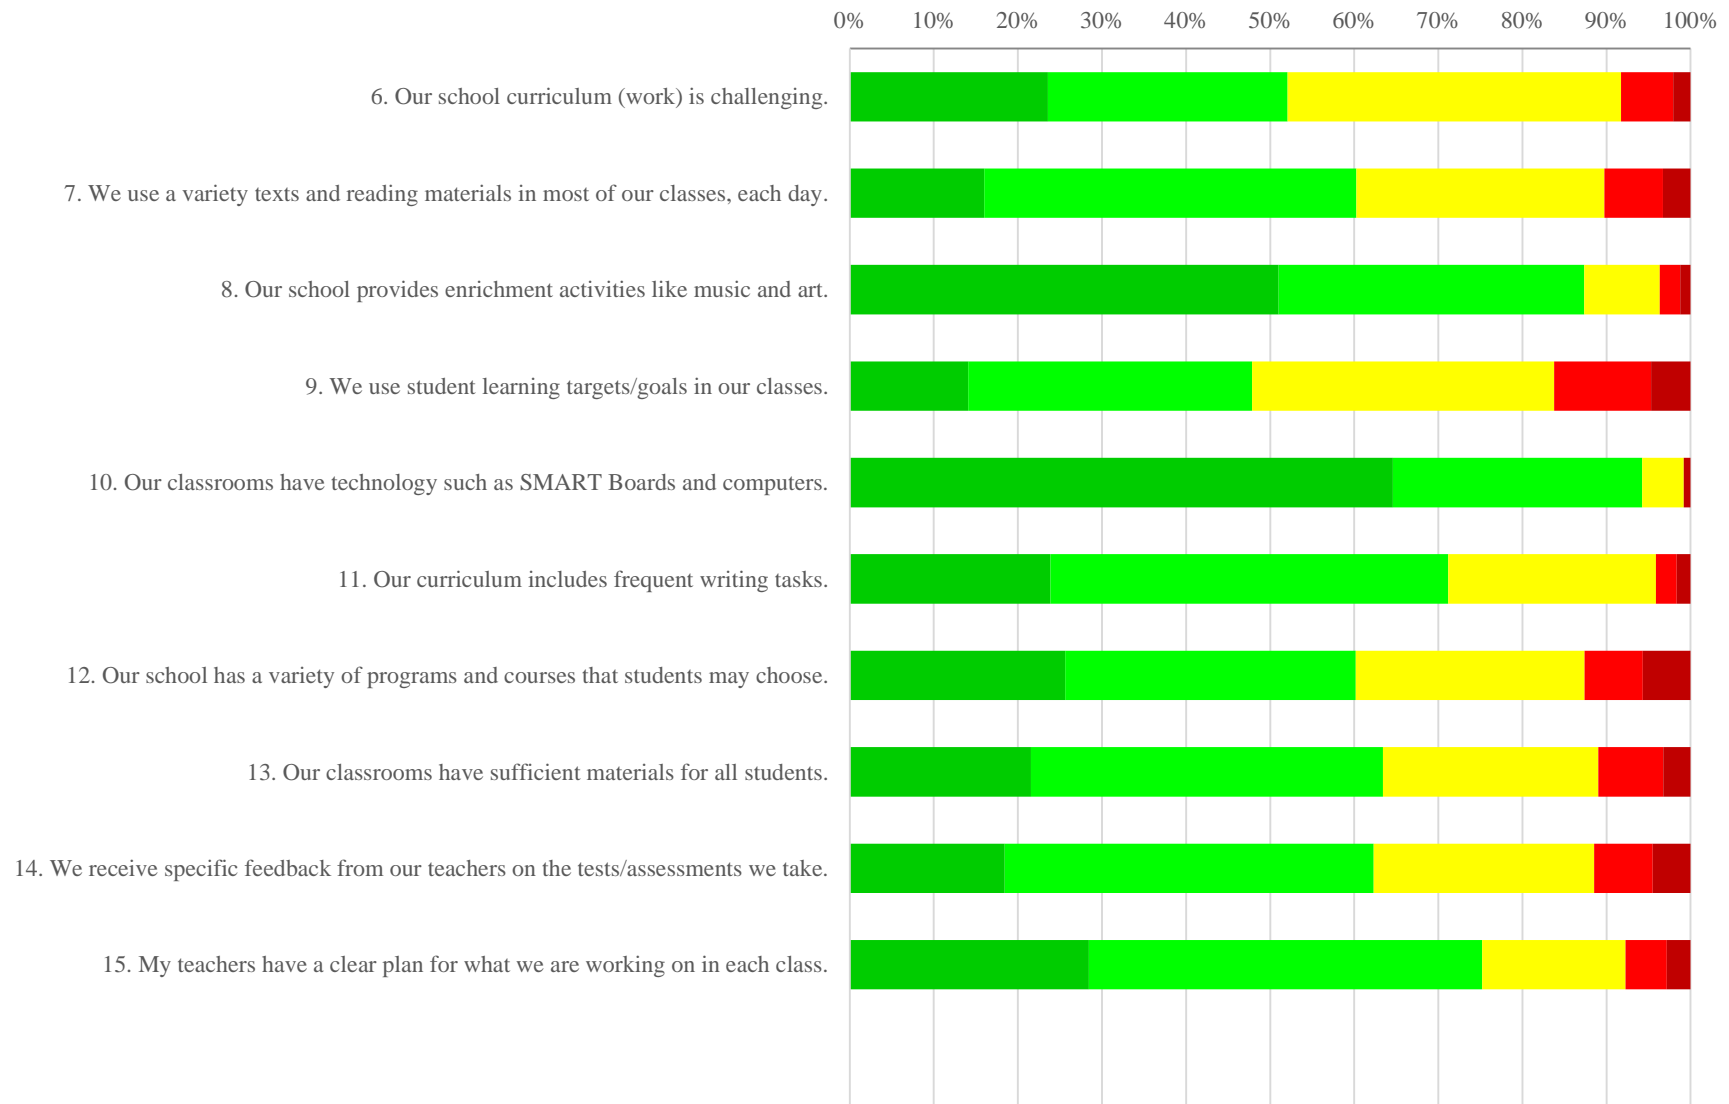 0% 10% 20% 30% 40% 50% 60% 70% 80% 90% 100%
6. Our school curriculum (work) is challenging.
7. We use a variety texts and reading materials in most of our classes, each day.
8. Our school provides enrichment activities like music and art.
9. We use student learning targets/goals in our classes.
10. Our classrooms have technology such as SMART Boards and computers.
11. Our curriculum includes frequent writing tasks.
12. Our school has a variety of programs and courses that students may choose.
13. Our classrooms have sufficient materials for all students.
14. We receive specific feedback from our teachers on the tests/assessments we take.
15. My teachers have a clear plan for what we are working on in each class.